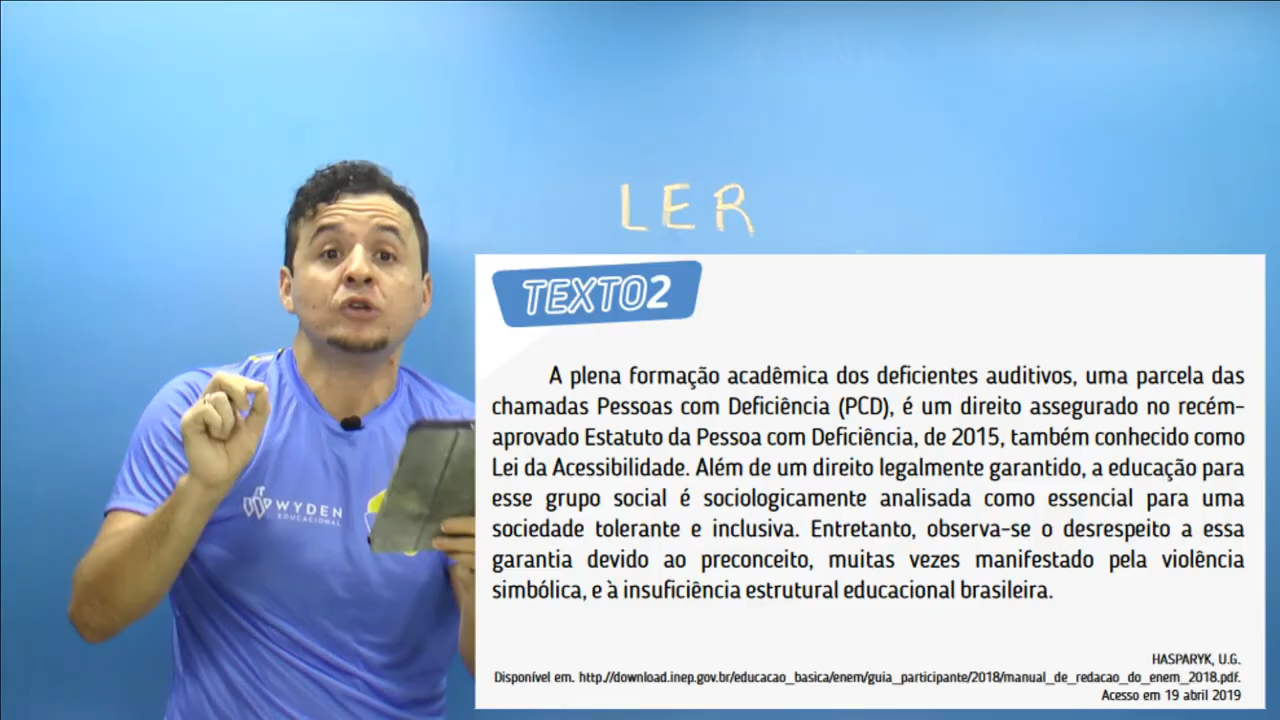 LER
TEXTO2
A plena formação acadêmica dos deficientes auditivos, uma parcela das
chamadas Pessoas com Deficiência (PCD), é um direito assegurado no recém-
aprovado Estatuto da Pessoa com Deficiência, de 2015, também conhecido como
Lei da Acessibilidade. Além de um direito legalmente garantido, a educação para
esse grupo social é sociologicamente analisada como essencial para uma
sociedade tolerante e inclusiva. Entretanto, observa-se o desrespeito a essa
garantia devido ao preconceito, muitas vezes manifestado pela violência
simbólica, e à insuficiência estrutural educacional brasileira.
HASPARYK, U.G.
Disponível em. http://download.inep.gov.br/educacao_basica/enem/guia_participante/2018/manual_de_redacao_do_enem_2018.pdf.
Acesso em 19 abril 2019
WYDEN
EDUCACIONAL